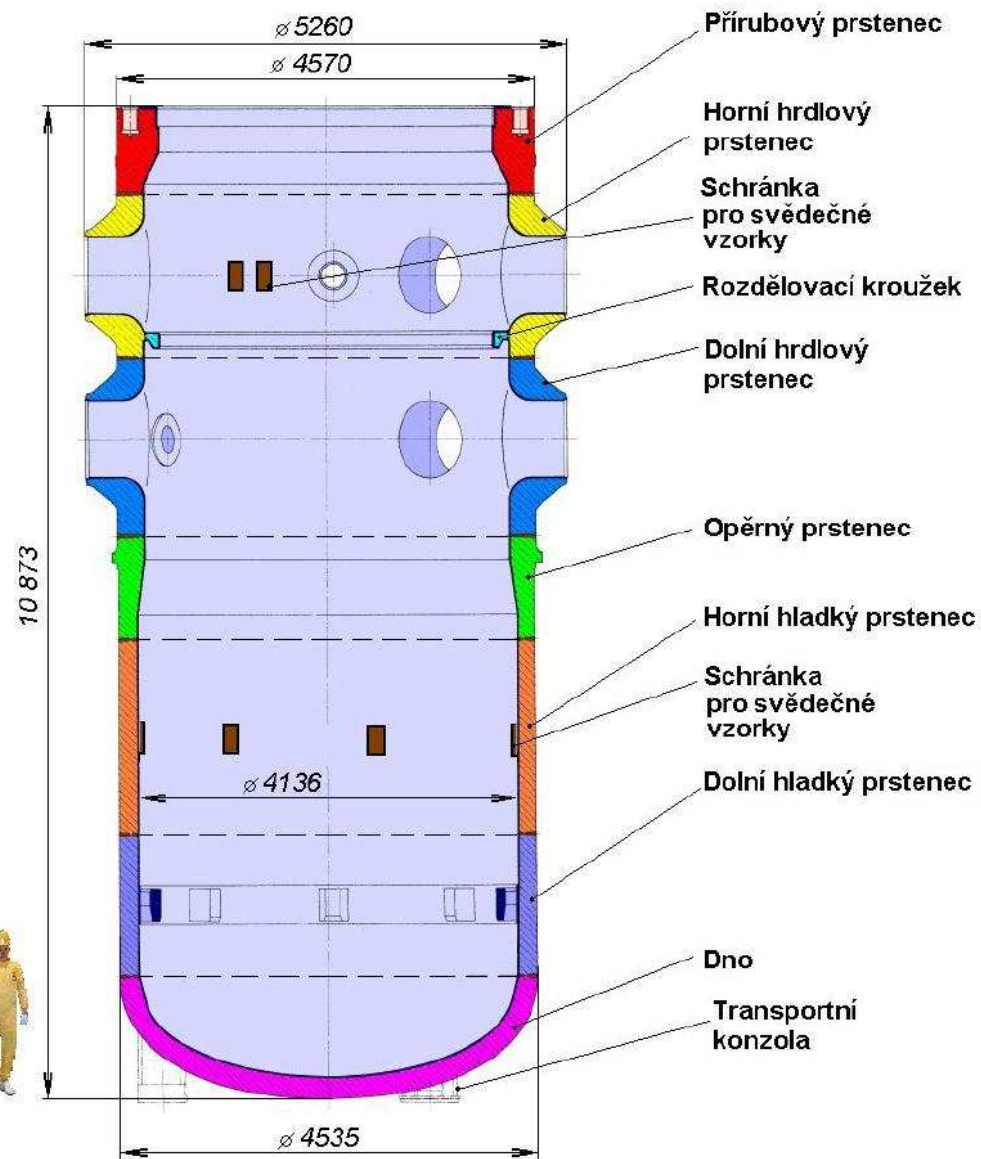 ⌀ 5260
⌀ 4570
Přírubový prstenec
Horní hrdlový
prstenec
Schránka
pro svědečné
vzorky
Rozdělovací kroužek
Dolní hrdlový
prstenec
10 873
Opěrný prstenec
Horní hladký prstenec
Schránka
pro svědečné
vzorky
⌀ 4136
Dolní hladký prstenec
Dno
Transportní
konzola
⌀ 4535